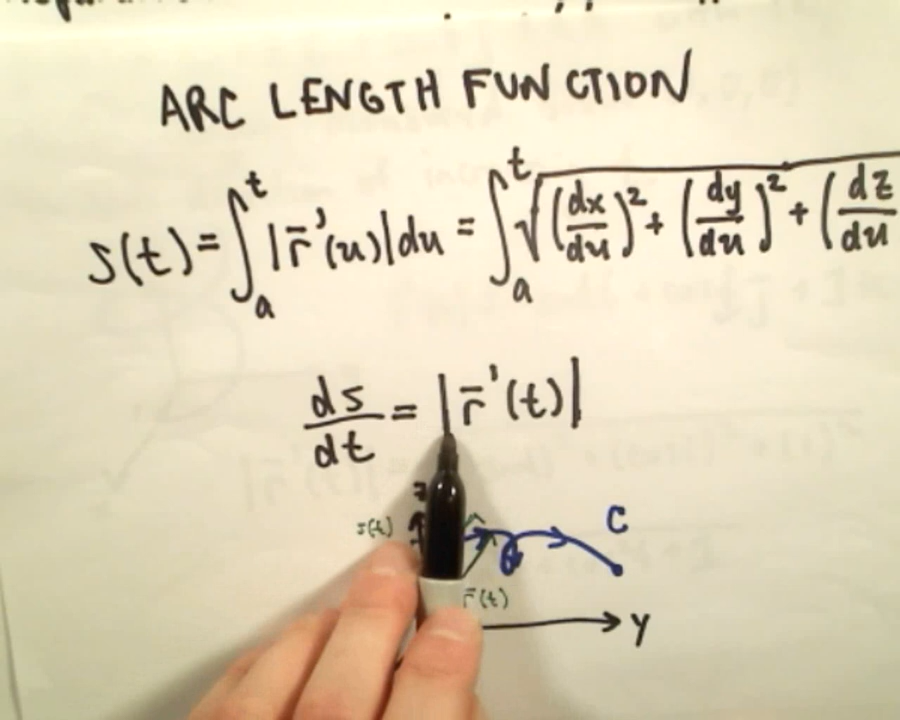 ARC LENGTH FUNCTION
s(t) = ∫ₐᵗ |r̄'(u)| du = ∫ₐᵗ √(dx/du)² + (dy/du)² + (dz/du
ds/dt = |r̄'(t)|
z
s(t) C
r̄(t)
y